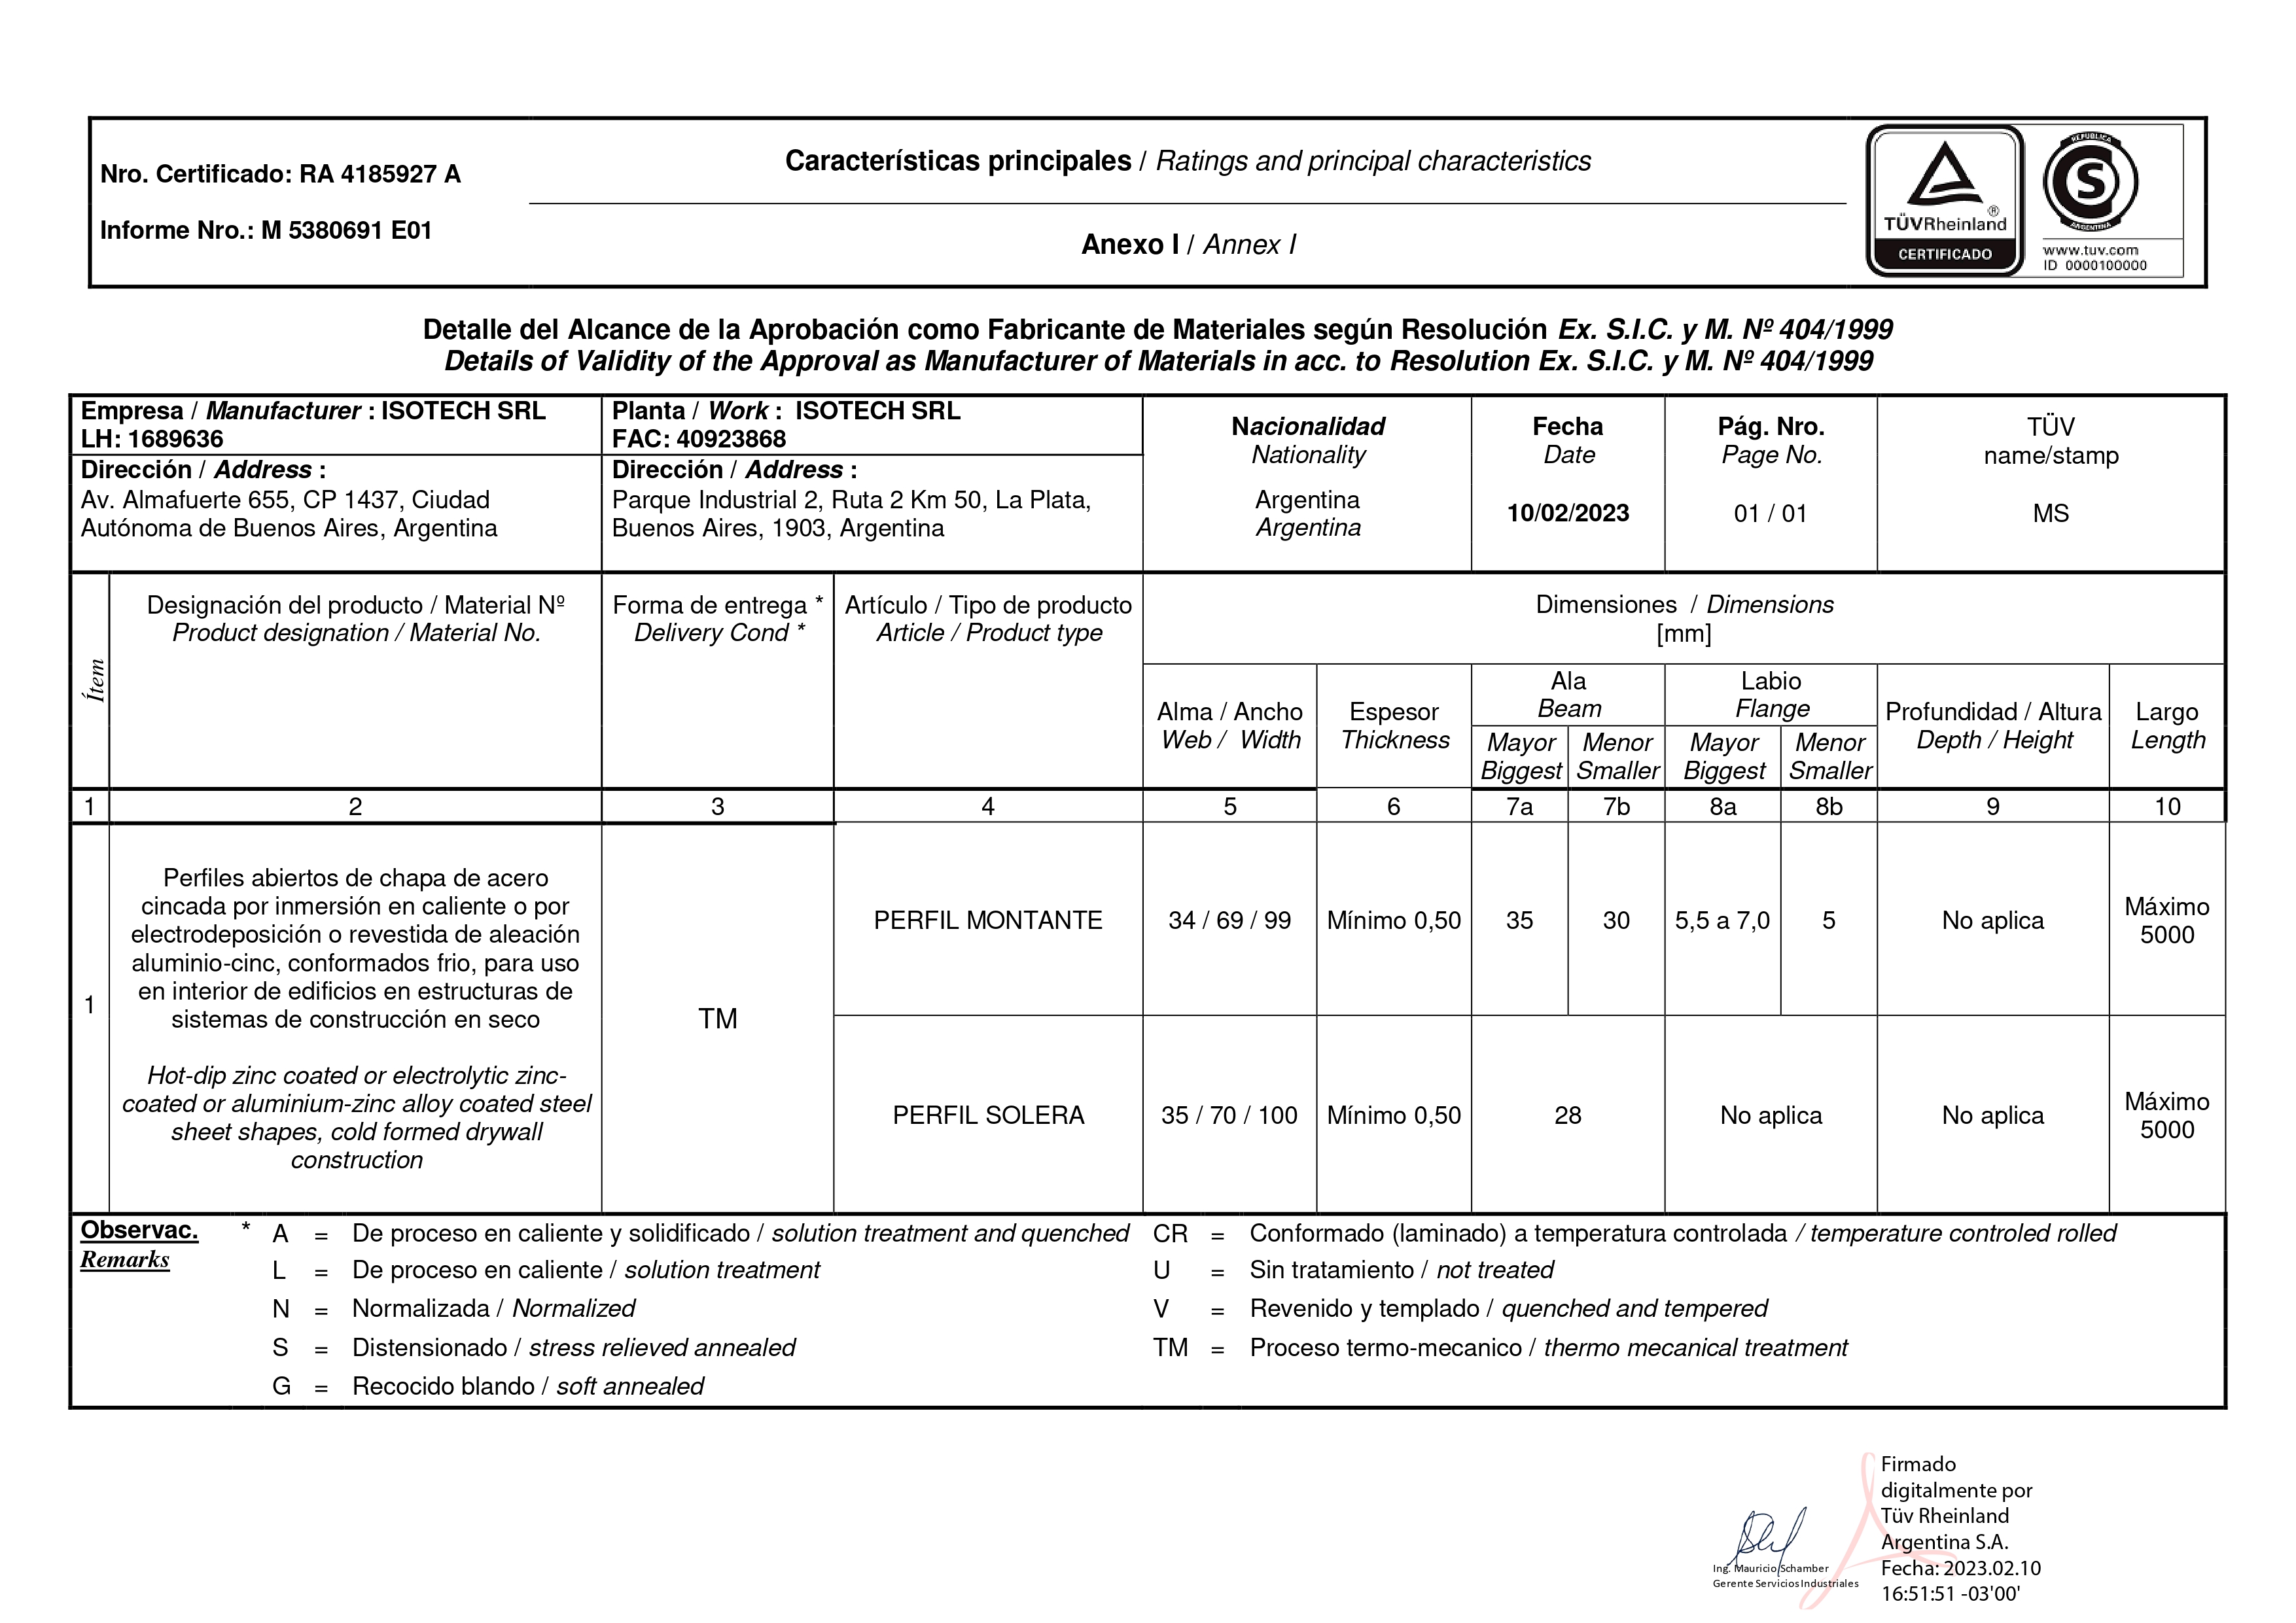 Nro. Certificado: RA 4185927 A
Informe Nro.: M 5380691 E01
Características principales / Ratings and principal characteristics
Anexo I / Annex I
TÜVRheinland
®
CERTIFICADO
REPUBLICA
S
ARGENTINA
www.tuv.com
ID 0000100000
Detalle del Alcance de la Aprobación como Fabricante de Materiales según Resolución Ex. S.I.C. y M. Nº 404/1999
Details of Validity of the Approval as Manufacturer of Materials in acc. to Resolution Ex. S.I.C. y M. Nº 404/1999
Empresa / Manufacturer : ISOTECH SRL
LH: 1689636
Dirección / Address :
Av. Almafuerte 655, CP 1437, Ciudad
Autónoma de Buenos Aires, Argentina
Planta / Work : ISOTECH SRL
FAC: 40923868
Dirección / Address :
Parque Industrial 2, Ruta 2 Km 50, La Plata,
Buenos Aires, 1903, Argentina
Nacionalidad
Nationality
Argentina
Argentina
Fecha
Date
10/02/2023
Pág. Nro.
Page No.
01 / 01
TÜV
name/stamp
MS
Ítem
Designación del producto / Material Nº
Product designation / Material No.
Forma de entrega *
Delivery Cond *
Artículo / Tipo de producto
Article / Product type
Dimensiones / Dimensions
[mm]
Alma / Ancho
Web / Width
Espesor
Thickness
Ala
Beam
Mayor
Biggest
Menor
Smaller
Labio
Flange
Mayor
Biggest
Menor
Smaller
Profundidad / Altura
Depth / Height
Largo
Length
1 2 3 4 5 6 7a 7b 8a 8b 9 10
1
Perfiles abiertos de chapa de acero
cincada por inmersión en caliente o por
electrodeposición o revestida de aleación
aluminio-cinc, conformados frio, para uso
en interior de edificios en estructuras de
sistemas de construcción en seco
Hot-dip zinc coated or electrolytic zinc-
coated or aluminium-zinc alloy coated steel
sheet shapes, cold formed drywall
construction
TM
PERFIL MONTANTE
34 / 69 / 99
Mínimo 0,50
35
30
5,5 a 7,0
5
No aplica
Máximo
5000
PERFIL SOLERA
35 / 70 / 100
Mínimo 0,50
28
No aplica
No aplica
Máximo
5000
Observac.
Remarks
* A = De proceso en caliente y solidificado / solution treatment and quenched
L = De proceso en caliente / solution treatment
N = Normalizada / Normalized
S = Distensionado / stress relieved annealed
G = Recocido blando / soft annealed
CR = Conformado (laminado) a temperatura controlada / temperature controled rolled
U = Sin tratamiento / not treated
V = Revenido y templado / quenched and tempered
TM = Proceso termo-mecanico / thermo mecanical treatment
Ing. Mauricio Schamber
Gerente Servicios Industriales
Firmado
digitalmente por
Tüv Rheinland
Argentina S.A.
Fecha: 2023.02.10
16:51:51 -03'00'